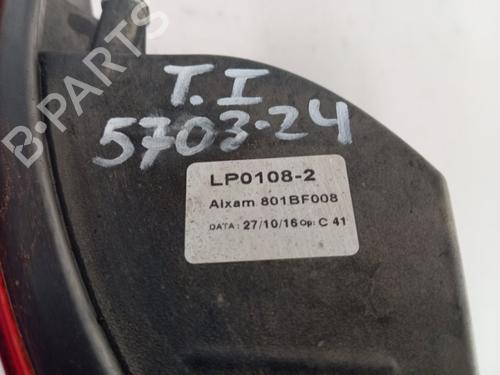 T.I
5703-24
LP0108-2
Aixam 801BF008
DATA: 27/10/16 Op: C 41
B-PARTS